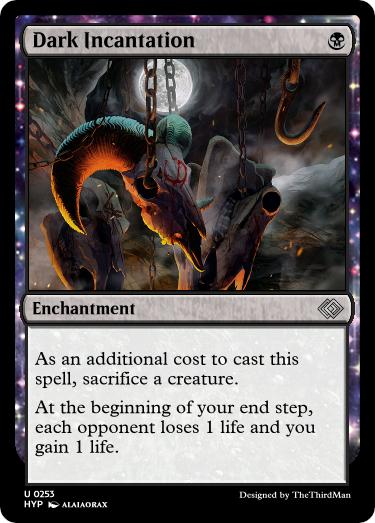 Dark Incantation
Enchantment
As an additional cost to cast this
spell, sacrifice a creature.
At the beginning of your end step,
each opponent loses 1 life and you
gain 1 life.
U 0253
HYP ALAIAORAX
Designed by TheThirdMan